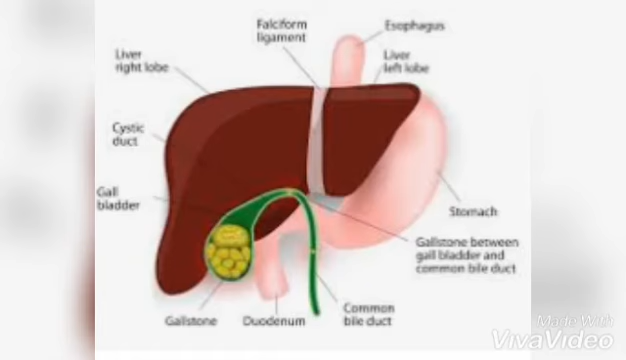 Falciform
ligament
Esophagus
Liver
right lobe
Liver
left lobe
Cystic
duct
Gall
bladder
Stomach
Gallstone between
gall bladder and
common bile duct
Gallstone
Duodenum
Common
bile duct
Made With
VivaVideo